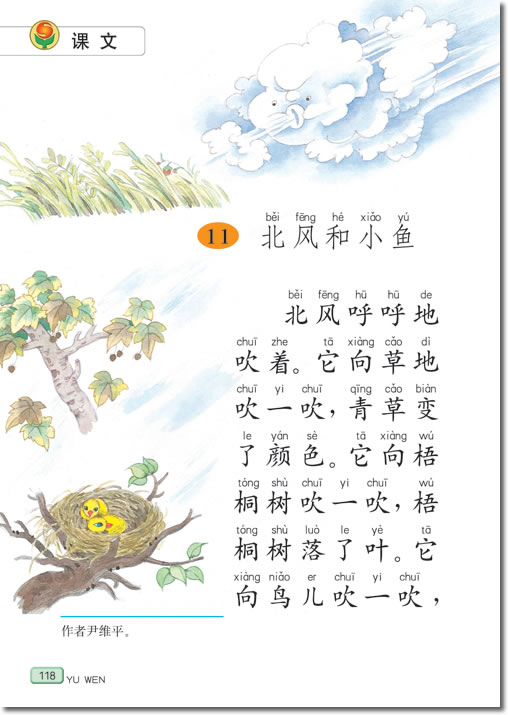 课文
běi fēng hé xiǎo yú
11 北风和小鱼
běi fēng hū hū de
北风呼呼地
chuī zhe tā xiàng cǎo dì
吹着。它向草地
chuī yi chuī qīng cǎo biàn
吹一吹，青草变
le yán sè tā xiàng wú
了颜色。它向梧
tóng shù chuī yi chuī wú
桐树吹一吹，梧
tóng shù luò le yè tā
桐树落了叶。它
xiàng niǎo er chuī yi chuī
向鸟儿吹一吹，
作者尹维平。
118 YU WEN